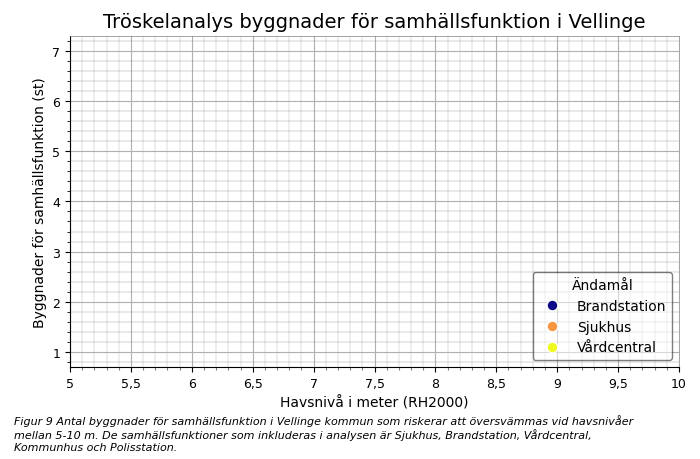 Tröskelanalys byggnader för samhällsfunktion i Vellinge
Byggnader för samhällsfunktion (st)
7
6
5
4
3
2
1
Ändamål
Brandstation
Sjukhus
Vårdcentral
5 5,5 6 6,5 7 7,5 8 8,5 9 9,5 10
Havsnivå i meter (RH2000)
Figur 9 Antal byggnader för samhällsfunktion i Vellinge kommun som riskerar att översvämmas vid havsnivåer
mellan 5-10 m. De samhällsfunktioner som inkluderas i analysen är Sjukhus, Brandstation, Vårdcentral,
Kommunhus och Polisstation.